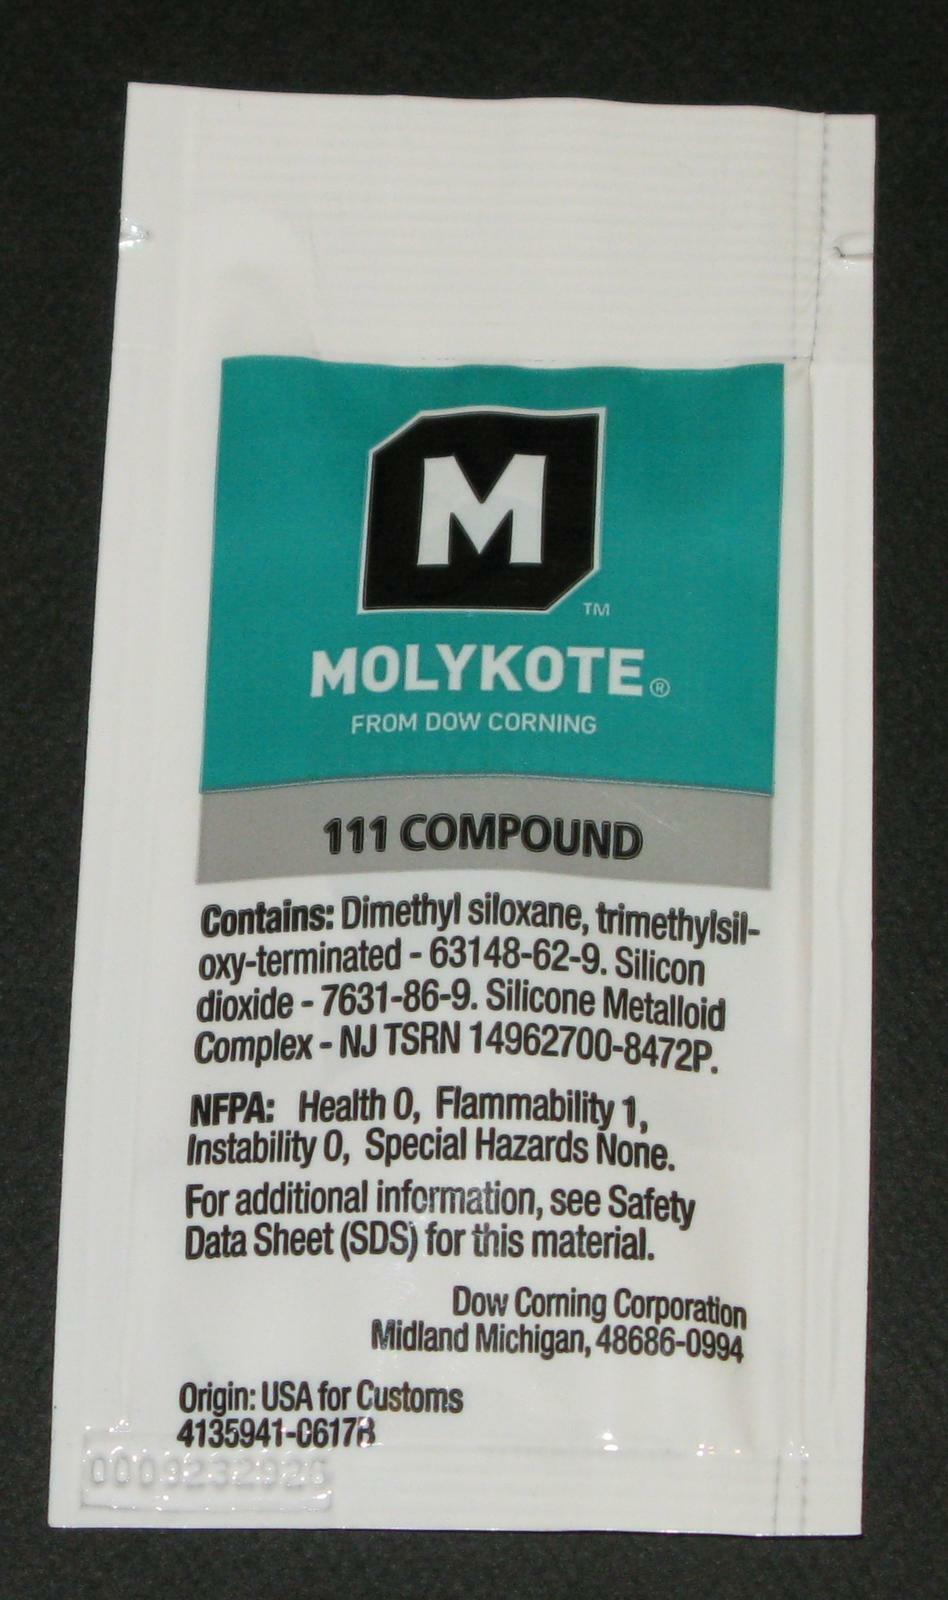 M
TM
MOLYKOTE®
FROM DOW CORNING
111 COMPOUND
Contains: Dimethyl siloxane, trimethylsil-
oxy-terminated - 63148-62-9. Silicon
dioxide - 7631-86-9. Silicone Metalloid
Complex - NJ TSRN 14962700-8472P.
NFPA: Health 0, Flammability 1,
Instability 0, Special Hazards None.
For additional information, see Safety
Data Sheet (SDS) for this material.
Dow Corning Corporation
Midland Michigan, 48686-0994
Origin: USA for Customs
4135941-0617B